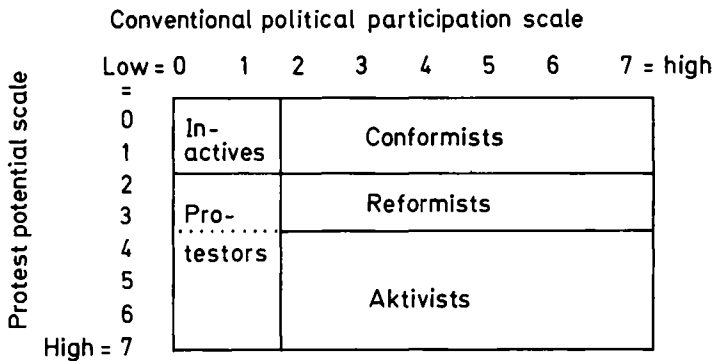 Conventional political participation scale
Low = 0 1 2 3 4 5 6 7 = high
Protest potential scale
=
0
1
2
3
4
5
6
High = 7
In-
actives
Conformists
Reformists
Pro-
testors
Aktivists